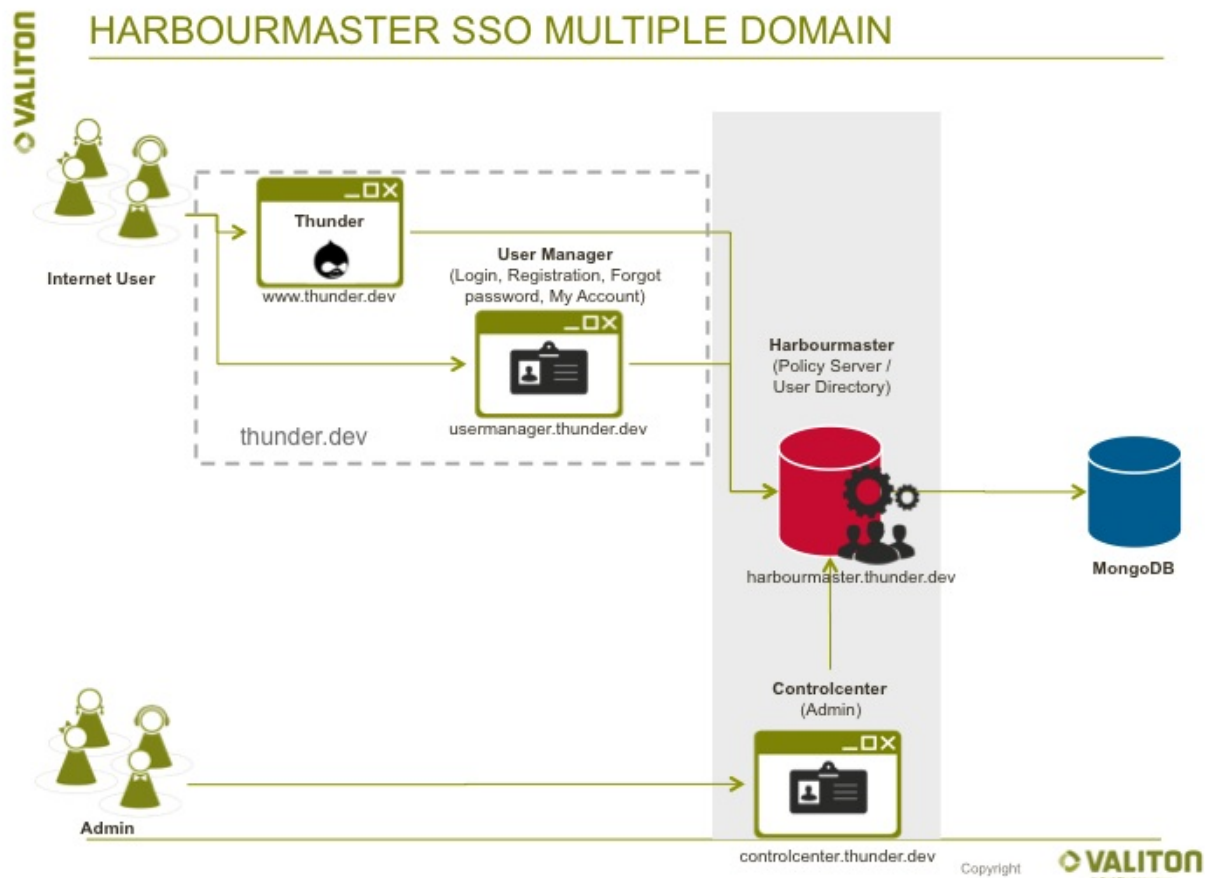 VALITON
HARBOURMASTER SSO MULTIPLE DOMAIN
Internet User
Thunder
www.thunder.dev
User Manager
(Login, Registration, Forgot
password, My Account)
usermanager.thunder.dev
thunder.dev
Harbourmaster
(Policy Server /
User Directory)
harbourmaster.thunder.dev
MongoDB
Controlcenter
(Admin)
controlcenter.thunder.dev
Admin
Copyright
VALITON